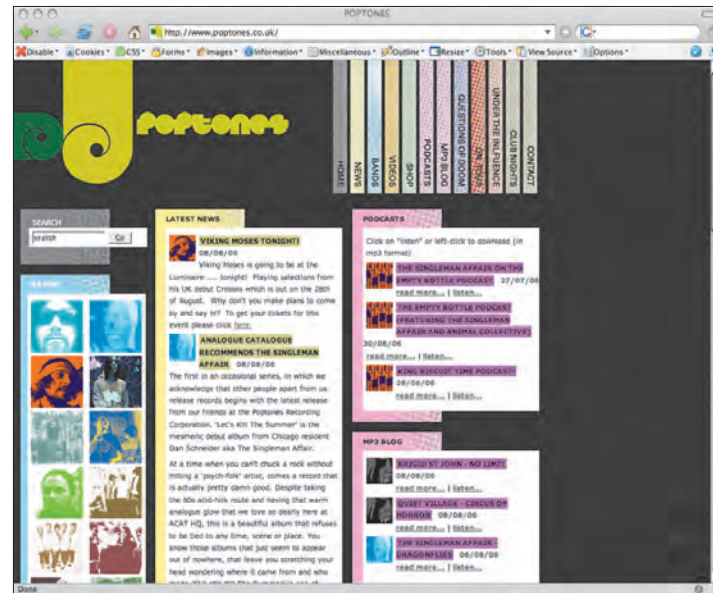 POPTONES
http://www.poptones.co.uk/
Disable Cookies CSS Forms Images Information Miscellaneous Outline Resize Tools View Source Options
poptones
HOME
NEWS
BANDS
VIDEOS
SHOP
PODCASTS
MP3 BLOG
QUESTIONS OF DOOM
ON TOUR
UNDER THE INLFUENCE
CLUB NIGHTS
CONTACT
SEARCH
search Go
LATEST NEWS
VIKING MOSES TONIGHT!
08/08/06
Viking Moses is going to be at the
Luminaire .... tonight! Playing selections from
his UK debut Crosses which is out on the 28th
of August. Why don't you make plans to come
by and say hi? To get your tickets for this
event please click here.
ANALOGUE CATALOGUE
RECOMMENDS THE SINGLEMAN
AFFAIR 08/08/06
The first in an occasional series, in which we
acknowledge that other people apart from us
release records begins with the latest release
from our friends at the Poptones Recording
Corporation. 'Let's Kill The Summer' is the
mesmeric debut album from Chicago resident
Dan Schneider aka The Singleman Affair.
At a time when you can't chuck a rock without
hitting a 'psych-folk' artist, comes a record that
is actually pretty damn good. Despite taking
the 60s acid-folk route and having that warm
analogue glow that we love so dearly here at
ACAT HQ, this is a beautiful album that refuses
to be tied to any time, scene or place. You
know those albums that just seem to appear
out of nowhere, that leave you scratching your
head wondering where it came from and who
PODCASTS
Click on "listen" or left-click to download (in
mp3 format)
THE SINGLEMAN AFFAIR ON THE
EMPTY BOTTLE PODCAST 27/07/06
read more... | listen...
THE EMPTY BOTTLE PODCAST
(FEATURING THE SINGLEMAN
AFFAIR AND ANIMAL COLLECTIVE)
30/06/06
read more... | listen...
KING BISCUIT TIME PODCAST!
28/06/06
read more... | listen...
MP3 BLOG
BRIGID ST JOHN - NO LIMIT
08/08/06
read more... | listen...
QUIET VILLAGE - CIRCUS OF
HORROR 08/08/06
read more... | listen...
THE SINGLEMAN AFFAIR -
DRAGONFLIES 06/08/06
read more... | listen...
Done